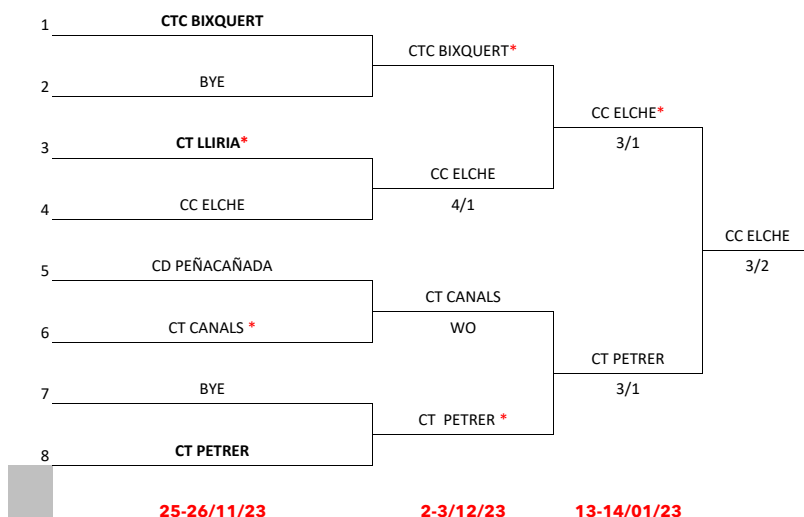 1 CTC BIXQUERT
CTC BIXQUERT*
2 BYE
CC ELCHE*
3 CT LLIRIA*
3/1
CC ELCHE
4 CC ELCHE
4/1
CC ELCHE
5 CD PEÑACAÑADA
3/2
CT CANALS
6 CT CANALS *
WO
CT PETRER
7 BYE
3/1
CT PETRER *
8 CT PETRER
25-26/11/23 2-3/12/23 13-14/01/23